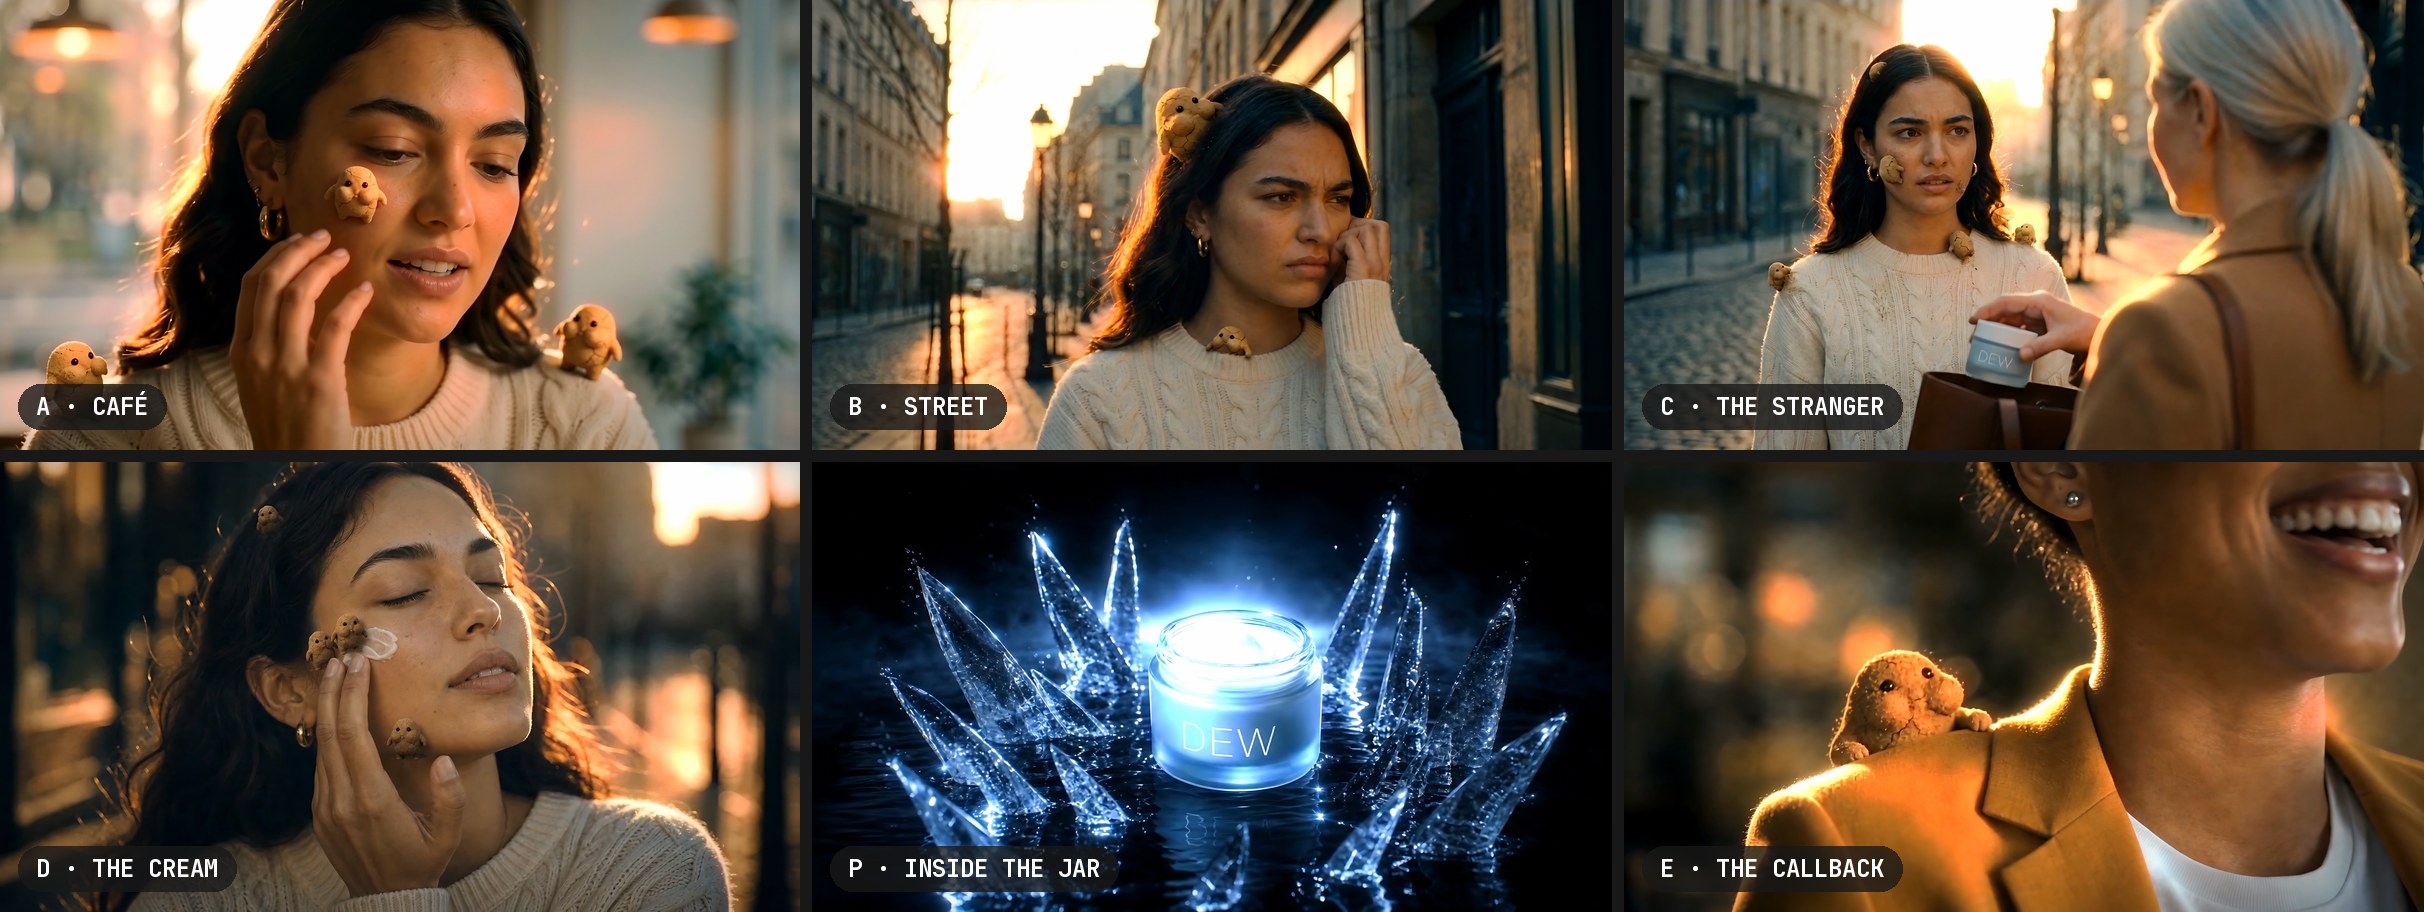 A · CAFÉ
B · STREET
DEW
C · THE STRANGER
D · THE CREAM
DEW
P · INSIDE THE JAR
E · THE CALLBACK